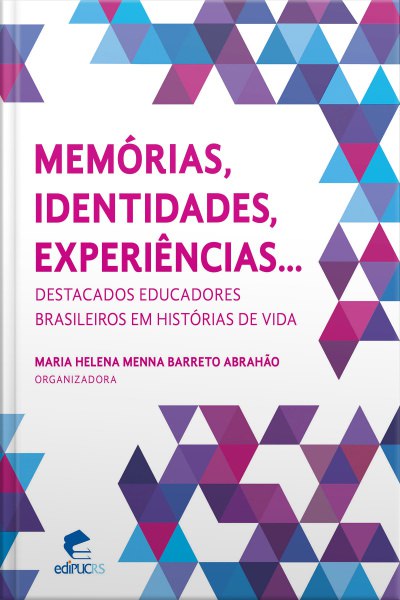 MEMÓRIAS,
IDENTIDADES,
EXPERIÊNCIAS...
DESTACADOS EDUCADORES
BRASILEIROS EM HISTÓRIAS DE VIDA
MARIA HELENA MENNA BARRETO ABRAHÃO
ORGANIZADORA
ediPUCRS